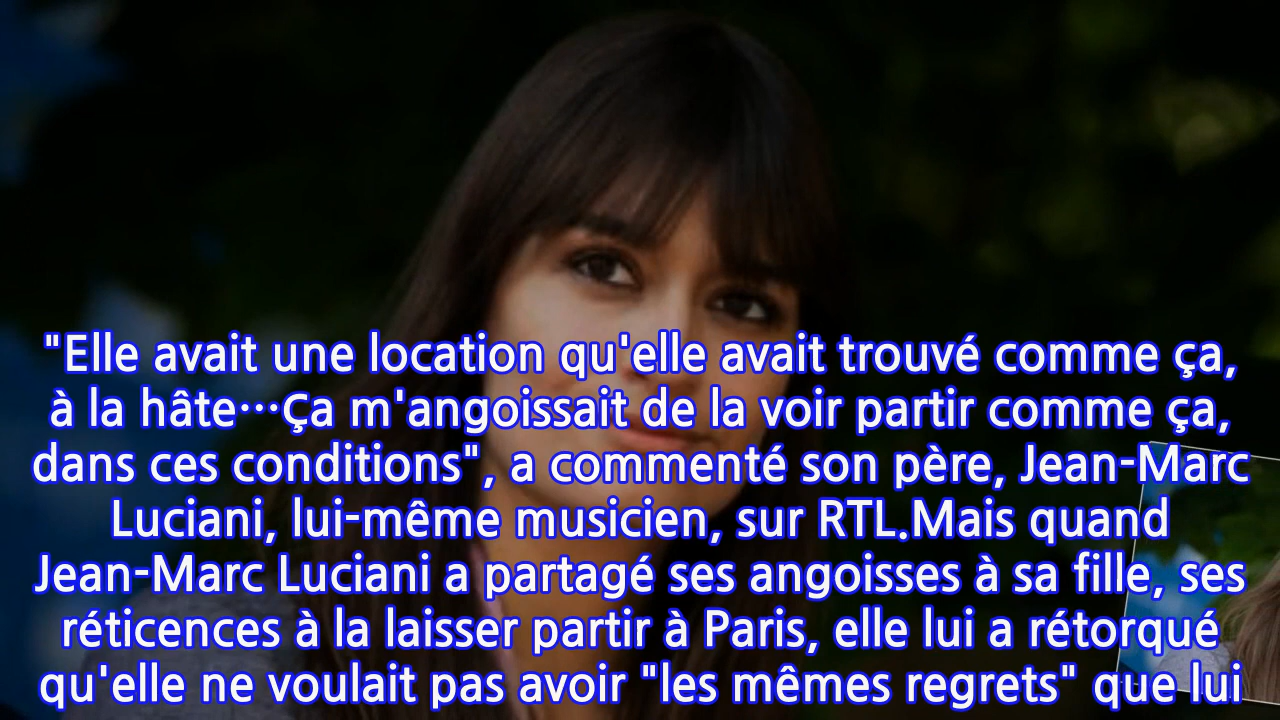 "Elle avait une location qu'elle avait trouvé comme ça,
à la hâte…Ça m'angoissait de la voir partir comme ça,
dans ces conditions" , a commenté son père, Jean-Marc
Luciani, lui-même musicien, sur RTL.Mais quand
Jean-Marc Luciani a partagé ses angoisses à sa fille, ses
réticences à la laisser partir à Paris, elle lui a rétorqué
qu'elle ne voulait pas avoir "les mêmes regrets" que lui